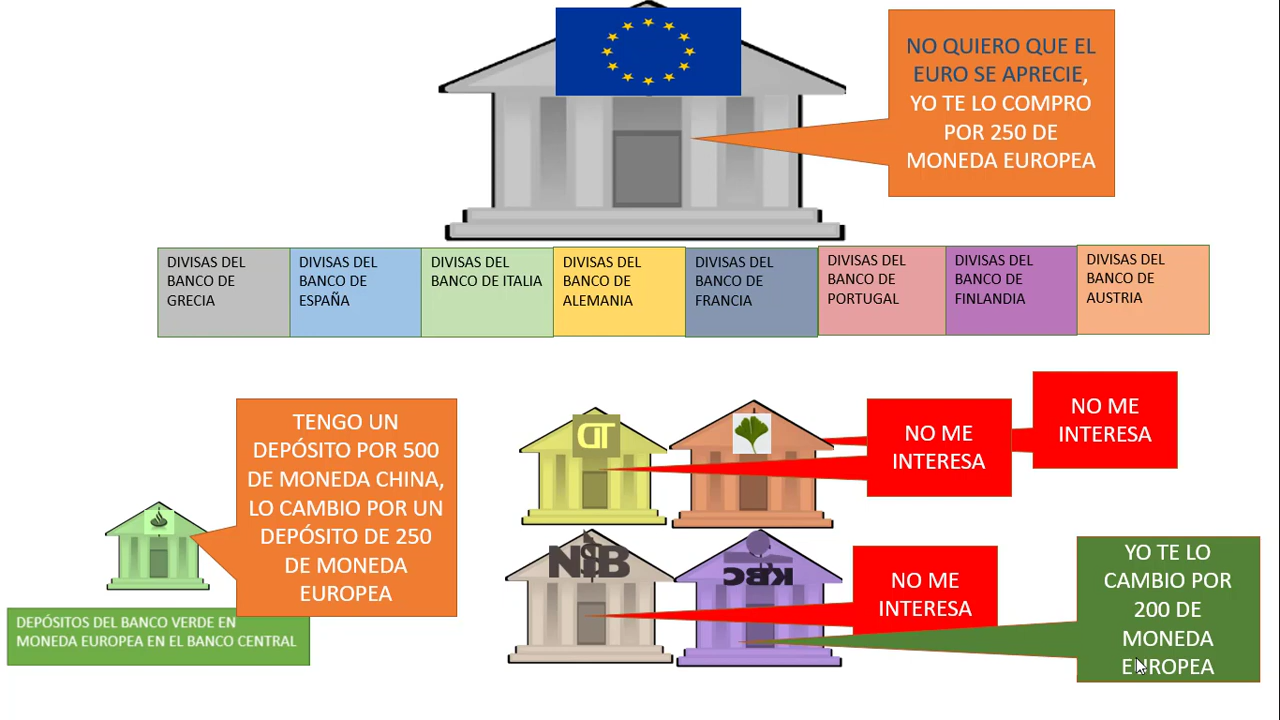 NO QUIERO QUE EL
EURO SE APRECIE,
YO TE LO COMPRO
POR 250 DE
MONEDA EUROPEA
DIVISAS DEL
BANCO DE
GRECIA
DIVISAS DEL
BANCO DE
ESPAÑA
DIVISAS DEL
BANCO DE ITALIA
DIVISAS DEL
BANCO DE
ALEMANIA
DIVISAS DEL
BANCO DE
FRANCIA
DIVISAS DEL
BANCO DE
PORTUGAL
DIVISAS DEL
BANCO DE
FINLANDIA
DIVISAS DEL
BANCO DE
AUSTRIA
TENGO UN
DEPÓSITO POR 500
DE MONEDA CHINA,
LO CAMBIO POR UN
DEPÓSITO DE 250
DE MONEDA
EUROPEA
DEPÓSITOS DEL BANCO VERDE EN
MONEDA EUROPEA EN EL BANCO CENTRAL
NO ME
INTERESA
NO ME
INTERESA
NIB
KBC
NO ME
INTERESA
YO TE LO
CAMBIO POR
200 DE
MONEDA
EUROPEA